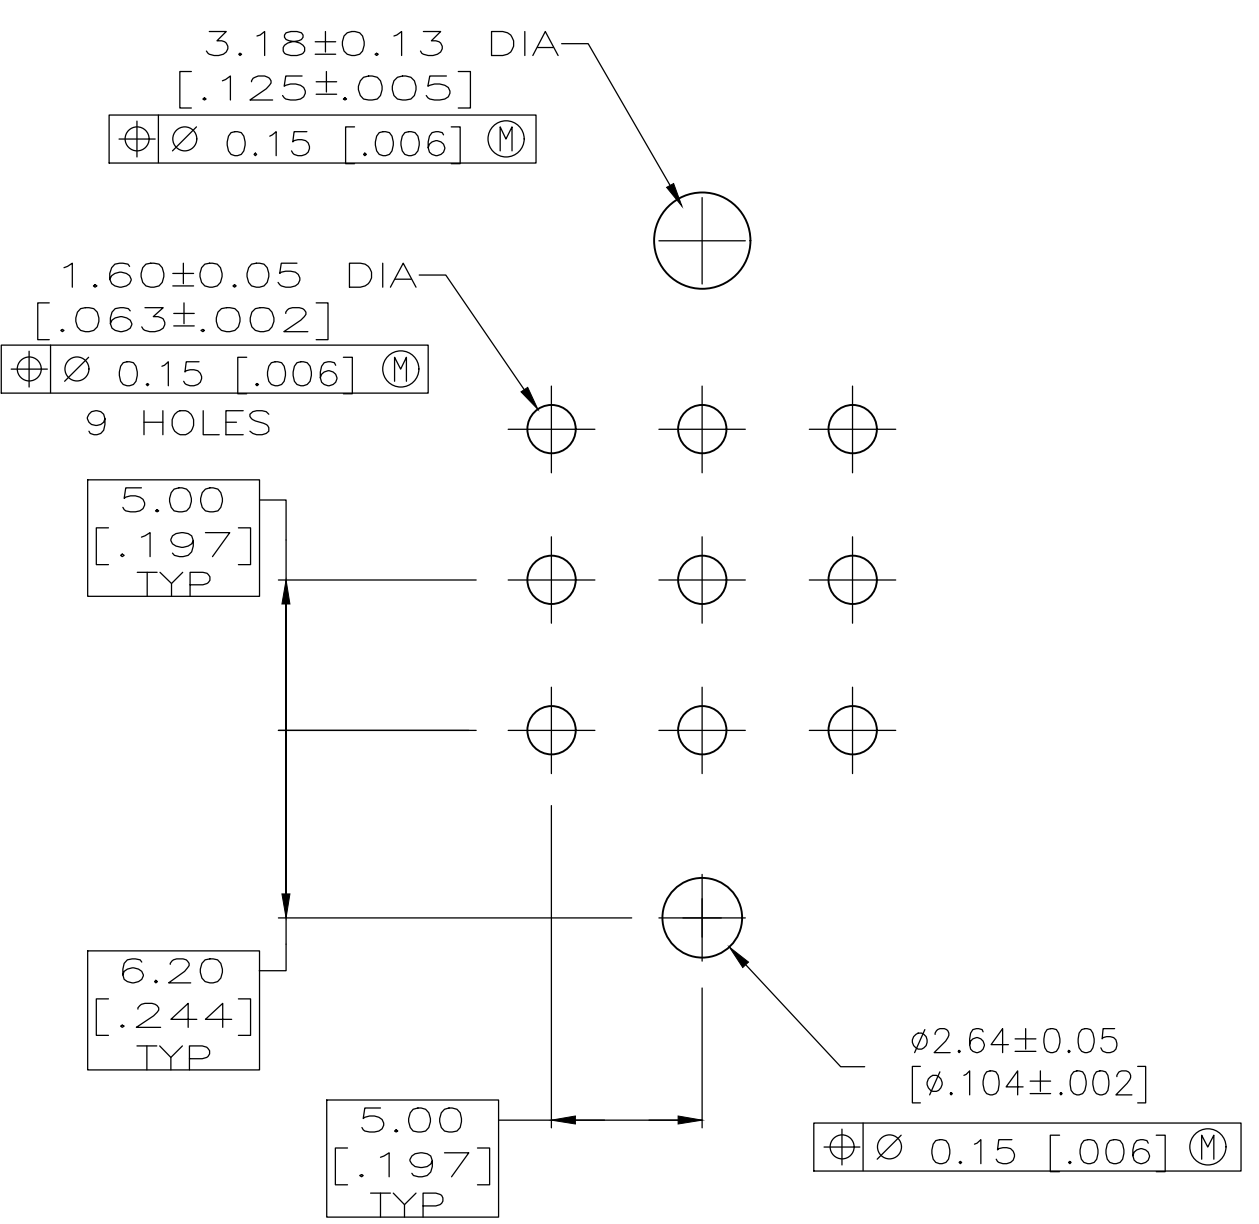 3.18±0.13 DIA
[.125±.005]
⌖ ⌀ 0.15 [.006] Ⓜ
1.60±0.05 DIA
[.063±.002]
⌖ ⌀ 0.15 [.006] Ⓜ
9 HOLES
5.00
[.197]
TYP
6.20
[.244]
TYP
5.00
[.197]
TYP
⌀2.64±0.05
[⌀.104±.002]
⌖ ⌀ 0.15 [.006] Ⓜ